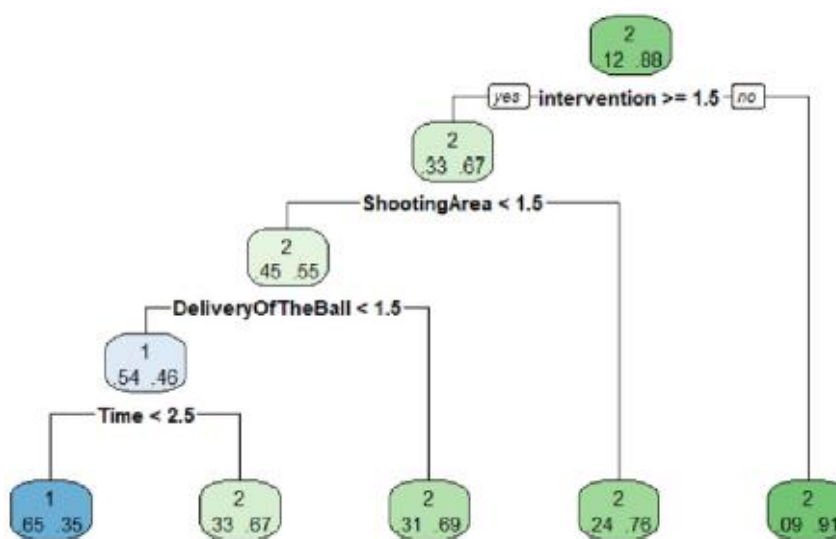 2
12 .88
yes intervention >= 1.5 no
2
.33 .67
ShootingArea < 1.5
2
.45 .55
DeliveryOfTheBall < 1.5
1
.54 .46
Time < 2.5
1 2 2 2 2
.65 .35 .33 .67 .31 .69 .24 .76 .09 .91